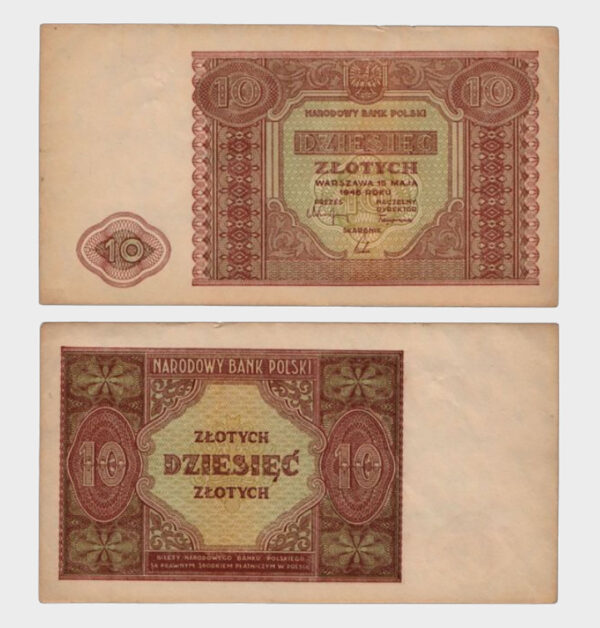 10 10
NARODOWY BANK POLSKI
DZIESIĘĆ
ZŁOTYCH
WARSZAWA 15 MAJA
1946 ROKU
PREZES NACZELNY
DYREKTOR
SKARBNIK
10
NARODOWY BANK POLSKI
ZŁOTYCH
10 DZIESIĘĆ 10
ZŁOTYCH
BILETY NARODOWEGO BANKU POLSKIEGO
SĄ PRAWNYM ŚRODKIEM PŁATNICZYM W POLSCE